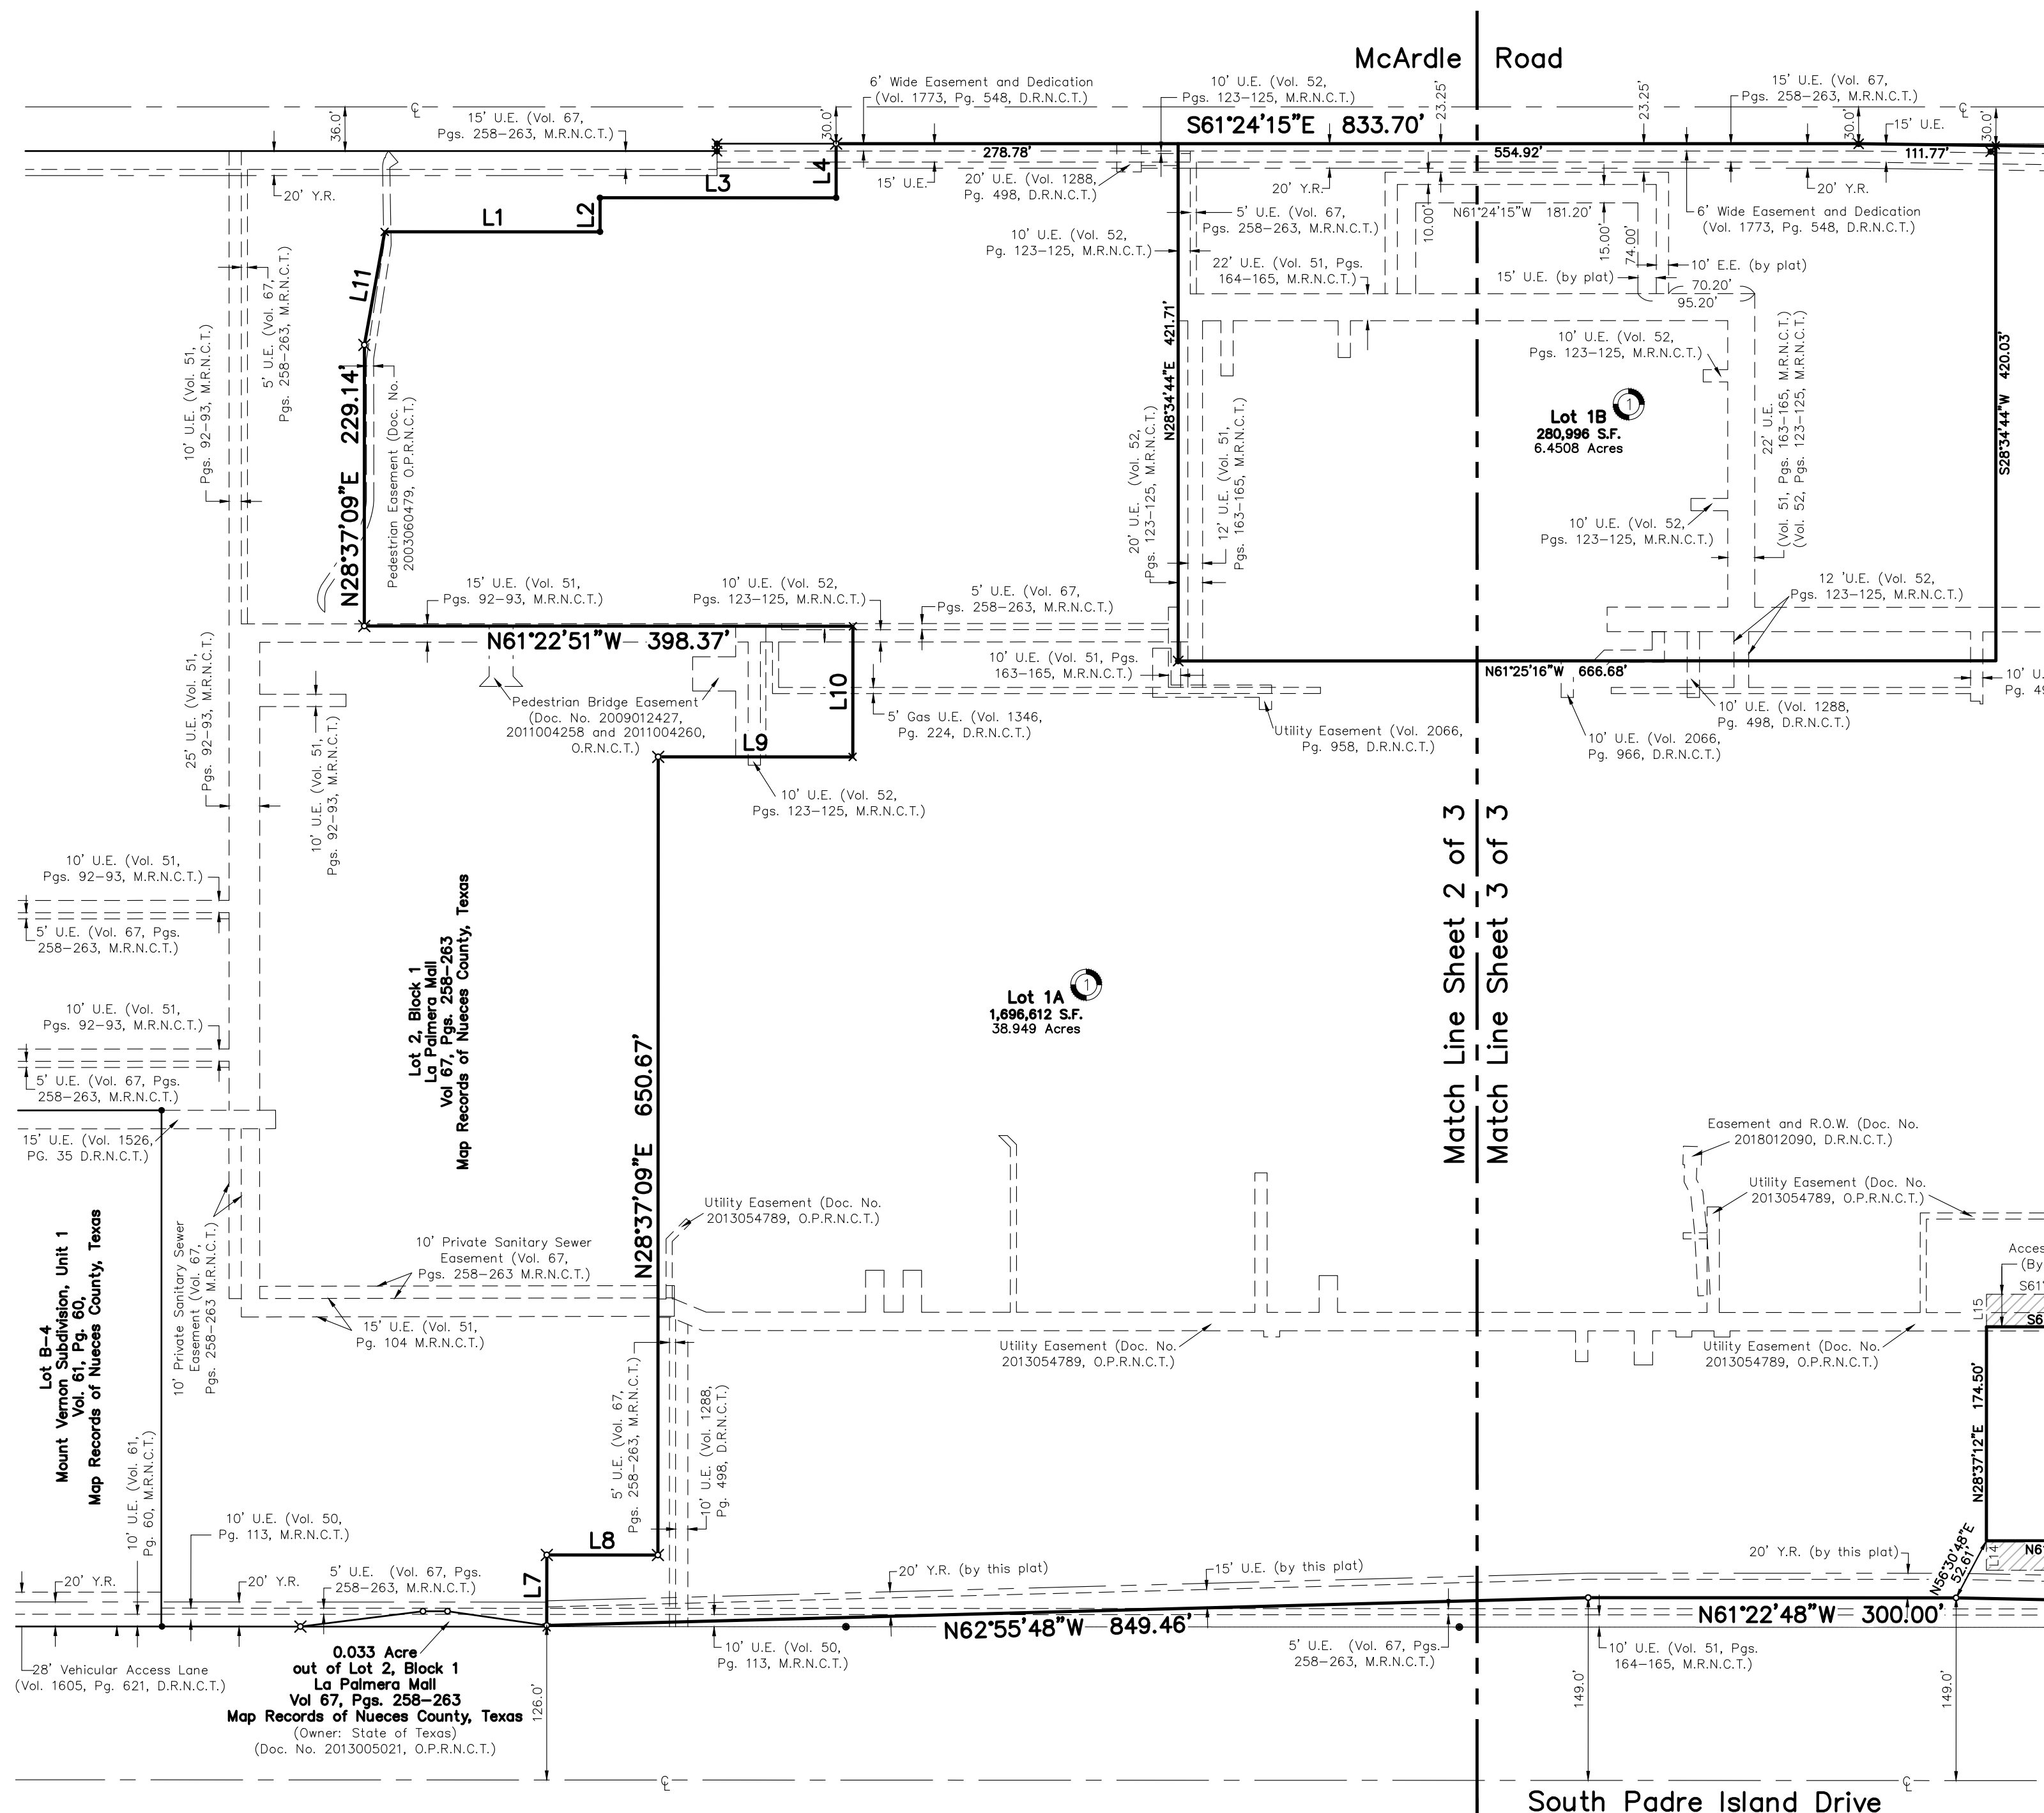 McArdle Road
6' Wide Easement and Dedication
(Vol. 1773, Pg. 548, D.R.N.C.T.)
10' U.E. (Vol. 52,
Pgs. 123-125, M.R.N.C.T.)
15' U.E. (Vol. 67,
Pgs. 258-263, M.R.N.C.T.)
36.0'
15' U.E. (Vol. 67,
Pgs. 258-263, M.R.N.C.T.)
30.0'
S61°24'15"E 833.70'
23.25'
23.25'
30.0'
15' U.E.
30.0'
278.78'
554.92'
111.77'
20' Y.R.
L3
L4
15' U.E.
20' U.E. (Vol. 1288,
Pg. 498, D.R.N.C.T.)
20' Y.R.
20' Y.R.
L1
L2
5' U.E. (Vol. 67,
Pgs. 258-263, M.R.N.C.T.)
10.00'
N61°24'15"W 181.20'
15.00'
74.00'
6' Wide Easement and Dedication
(Vol. 1773, Pg. 548, D.R.N.C.T.)
10' U.E. (Vol. 52,
Pg. 123-125, M.R.N.C.T.)
22' U.E. (Vol. 51, Pgs.
164-165, M.R.N.C.T.)
10' E.E. (by plat)
15' U.E. (by plat)
70.20'
95.20'
L11
5' U.E. (Vol. 67,
Pgs. 258-263, M.R.N.C.T.)
10' U.E. (Vol. 51,
Pgs. 92-93, M.R.N.C.T.)
N28°37'09"E 229.14'
Pedestrian Easement (Doc. No.
2003060479, O.P.R.N.C.T.)
N28°34'44"E 421.71'
20' U.E. (Vol. 52,
Pgs. 123-125, M.R.N.C.T.)
12' U.E. (Vol. 51,
Pgs. 163-165, M.R.N.C.T.)
10' U.E. (Vol. 52,
Pgs. 123-125, M.R.N.C.T.)
Lot 1B
1
280,996 S.F.
6.4508 Acres
22' U.E.
(Vol. 51, Pgs. 163-165, M.R.N.C.T.)
(Vol. 52, Pgs. 123-125, M.R.N.C.T.)
S28°34'44"W 420.03'
10' U.E. (Vol. 52,
Pgs. 123-125, M.R.N.C.T.)
15' U.E. (Vol. 51,
Pgs. 92-93, M.R.N.C.T.)
10' U.E. (Vol. 52,
Pgs. 123-125, M.R.N.C.T.)
5' U.E. (Vol. 67,
Pgs. 258-263, M.R.N.C.T.)
12 'U.E. (Vol. 52,
Pgs. 123-125, M.R.N.C.T.)
N61°22'51"W 398.37'
10' U.E. (Vol. 51, Pgs.
163-165, M.R.N.C.T.)
N61°25'16"W 666.68'
25' U.E. (Vol. 51,
Pgs. 92-93, M.R.N.C.T.)
10' U.E. (Vol. 51,
Pgs. 92-93, M.R.N.C.T.)
Pedestrian Bridge Easement
(Doc. No. 2009012427,
2011004258 and 2011004260,
O.R.N.C.T.)
L10
L9
5' Gas U.E. (Vol. 1346,
Pg. 224, D.R.N.C.T.)
Utility Easement (Vol. 2066,
Pg. 958, D.R.N.C.T.)
10' U.E. (Vol. 2066,
Pg. 966, D.R.N.C.T.)
10' U.E. (Vol. 1288,
Pg. 498, D.R.N.C.T.)
10' U.
Pg. 49
10' U.E. (Vol. 52,
Pgs. 123-125, M.R.N.C.T.)
Match Line Sheet 2 of 3
Match Line Sheet 3 of 3
10' U.E. (Vol. 51,
Pgs. 92-93, M.R.N.C.T.)
5' U.E. (Vol. 67, Pgs.
258-263, M.R.N.C.T.)
10' U.E. (Vol. 51,
Pgs. 92-93, M.R.N.C.T.)
5' U.E. (Vol. 67, Pgs.
258-263, M.R.N.C.T.)
Lot 2, Block 1
La Palmera Mall
Vol 67, Pgs. 258-263
Map Records of Nueces County, Texas
N28°37'09"E 650.67'
Lot 1A
1
1,696,612 S.F.
38.949 Acres
15' U.E. (Vol. 1526,
PG. 35 D.R.N.C.T.)
Lot B-4
Mount Vernon Subdivision, Unit 1
Vol. 61, Pg. 60,
Map Records of Nueces County, Texas
10' U.E. (Vol. 61,
Pg. 60, M.R.N.C.T.)
10' Private Sanitary Sewer
Easement (Vol. 67,
Pgs. 258-263 M.R.N.C.T.)
Utility Easement (Doc. No.
2013054789, O.P.R.N.C.T.)
10' Private Sanitary Sewer
Easement (Vol. 67,
Pgs. 258-263 M.R.N.C.T.)
15' U.E. (Vol. 51,
Pg. 104 M.R.N.C.T.)
Easement and R.O.W. (Doc. No.
2018012090, D.R.N.C.T.)
Utility Easement (Doc. No.
2013054789, O.P.R.N.C.T.)
Acces
(By
S61°
L15
S6
Utility Easement (Doc. No.
2013054789, O.P.R.N.C.T.)
Utility Easement (Doc. No.
2013054789, O.P.R.N.C.T.)
5' U.E. (Vol. 67,
Pgs. 258-263, M.R.N.C.T.)
10' U.E. (Vol. 1288,
Pg. 498, D.R.N.C.T.)
N28°37'12"E 174.50'
10' U.E. (Vol. 50,
Pg. 113, M.R.N.C.T.)
L8
L7
20' Y.R. (by this plat)
15' U.E. (by this plat)
20' Y.R. (by this plat)
N56°30'48"E
52.61'
L14
N61
20' Y.R.
20' Y.R.
5' U.E. (Vol. 67, Pgs.
258-263, M.R.N.C.T.)
N62°55'48"W 849.46'
N61°22'48"W 300.00'
28' Vehicular Access Lane
(Vol. 1605, Pg. 621, D.R.N.C.T.)
0.033 Acre
out of Lot 2, Block 1
La Palmera Mall
Vol 67, Pgs. 258-263
Map Records of Nueces County, Texas
(Owner: State of Texas)
(Doc. No. 2013005021, O.P.R.N.C.T.)
126.0'
10' U.E. (Vol. 50,
Pg. 113, M.R.N.C.T.)
5' U.E. (Vol. 67, Pgs.
258-263, M.R.N.C.T.)
10' U.E. (Vol. 51, Pgs.
164-165, M.R.N.C.T.)
149.0'
149.0'
South Padre Island Drive